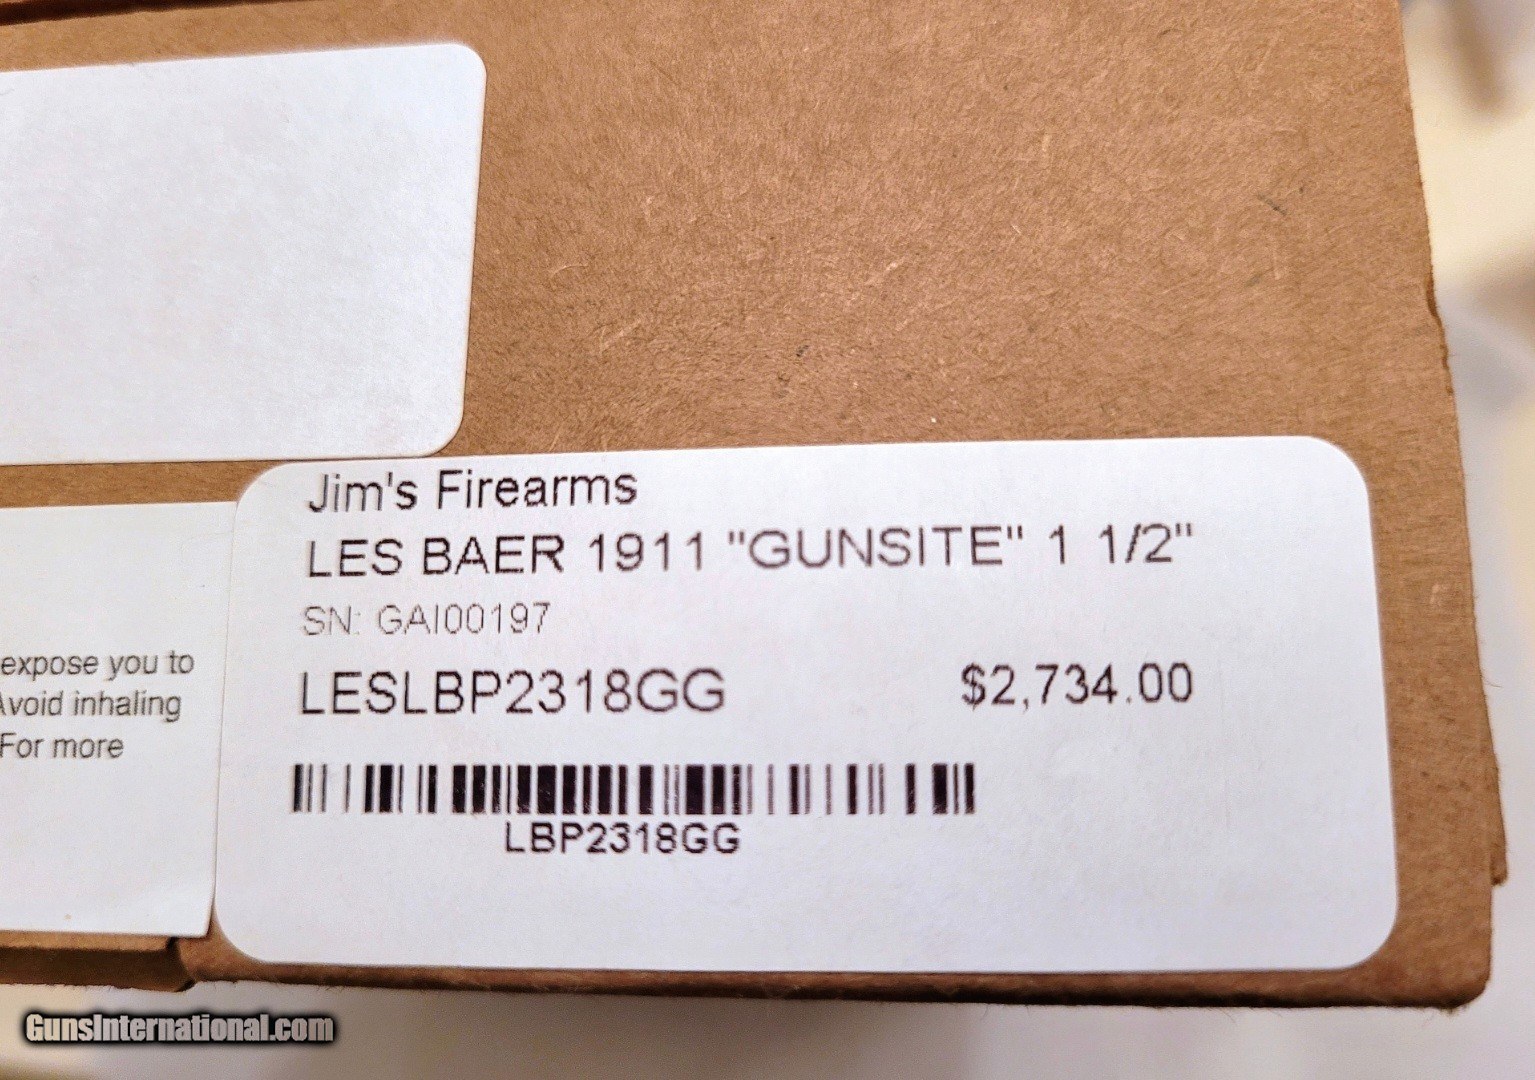 Jim's Firearms
LES BAER 1911 "GUNSITE" 1 1/2"
SN: GAI00197
LESLBP2318GG $2,734.00
LBP2318GG
expose you to
Avoid inhaling
For more
GunsInternational.com